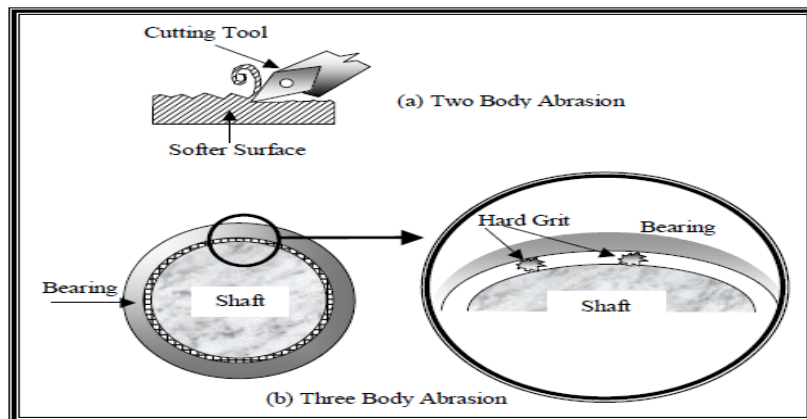 Cutting Tool
(a) Two Body Abrasion
Softer Surface
Hard Grit
Bearing
Bearing
Shaft
Shaft
(b) Three Body Abrasion